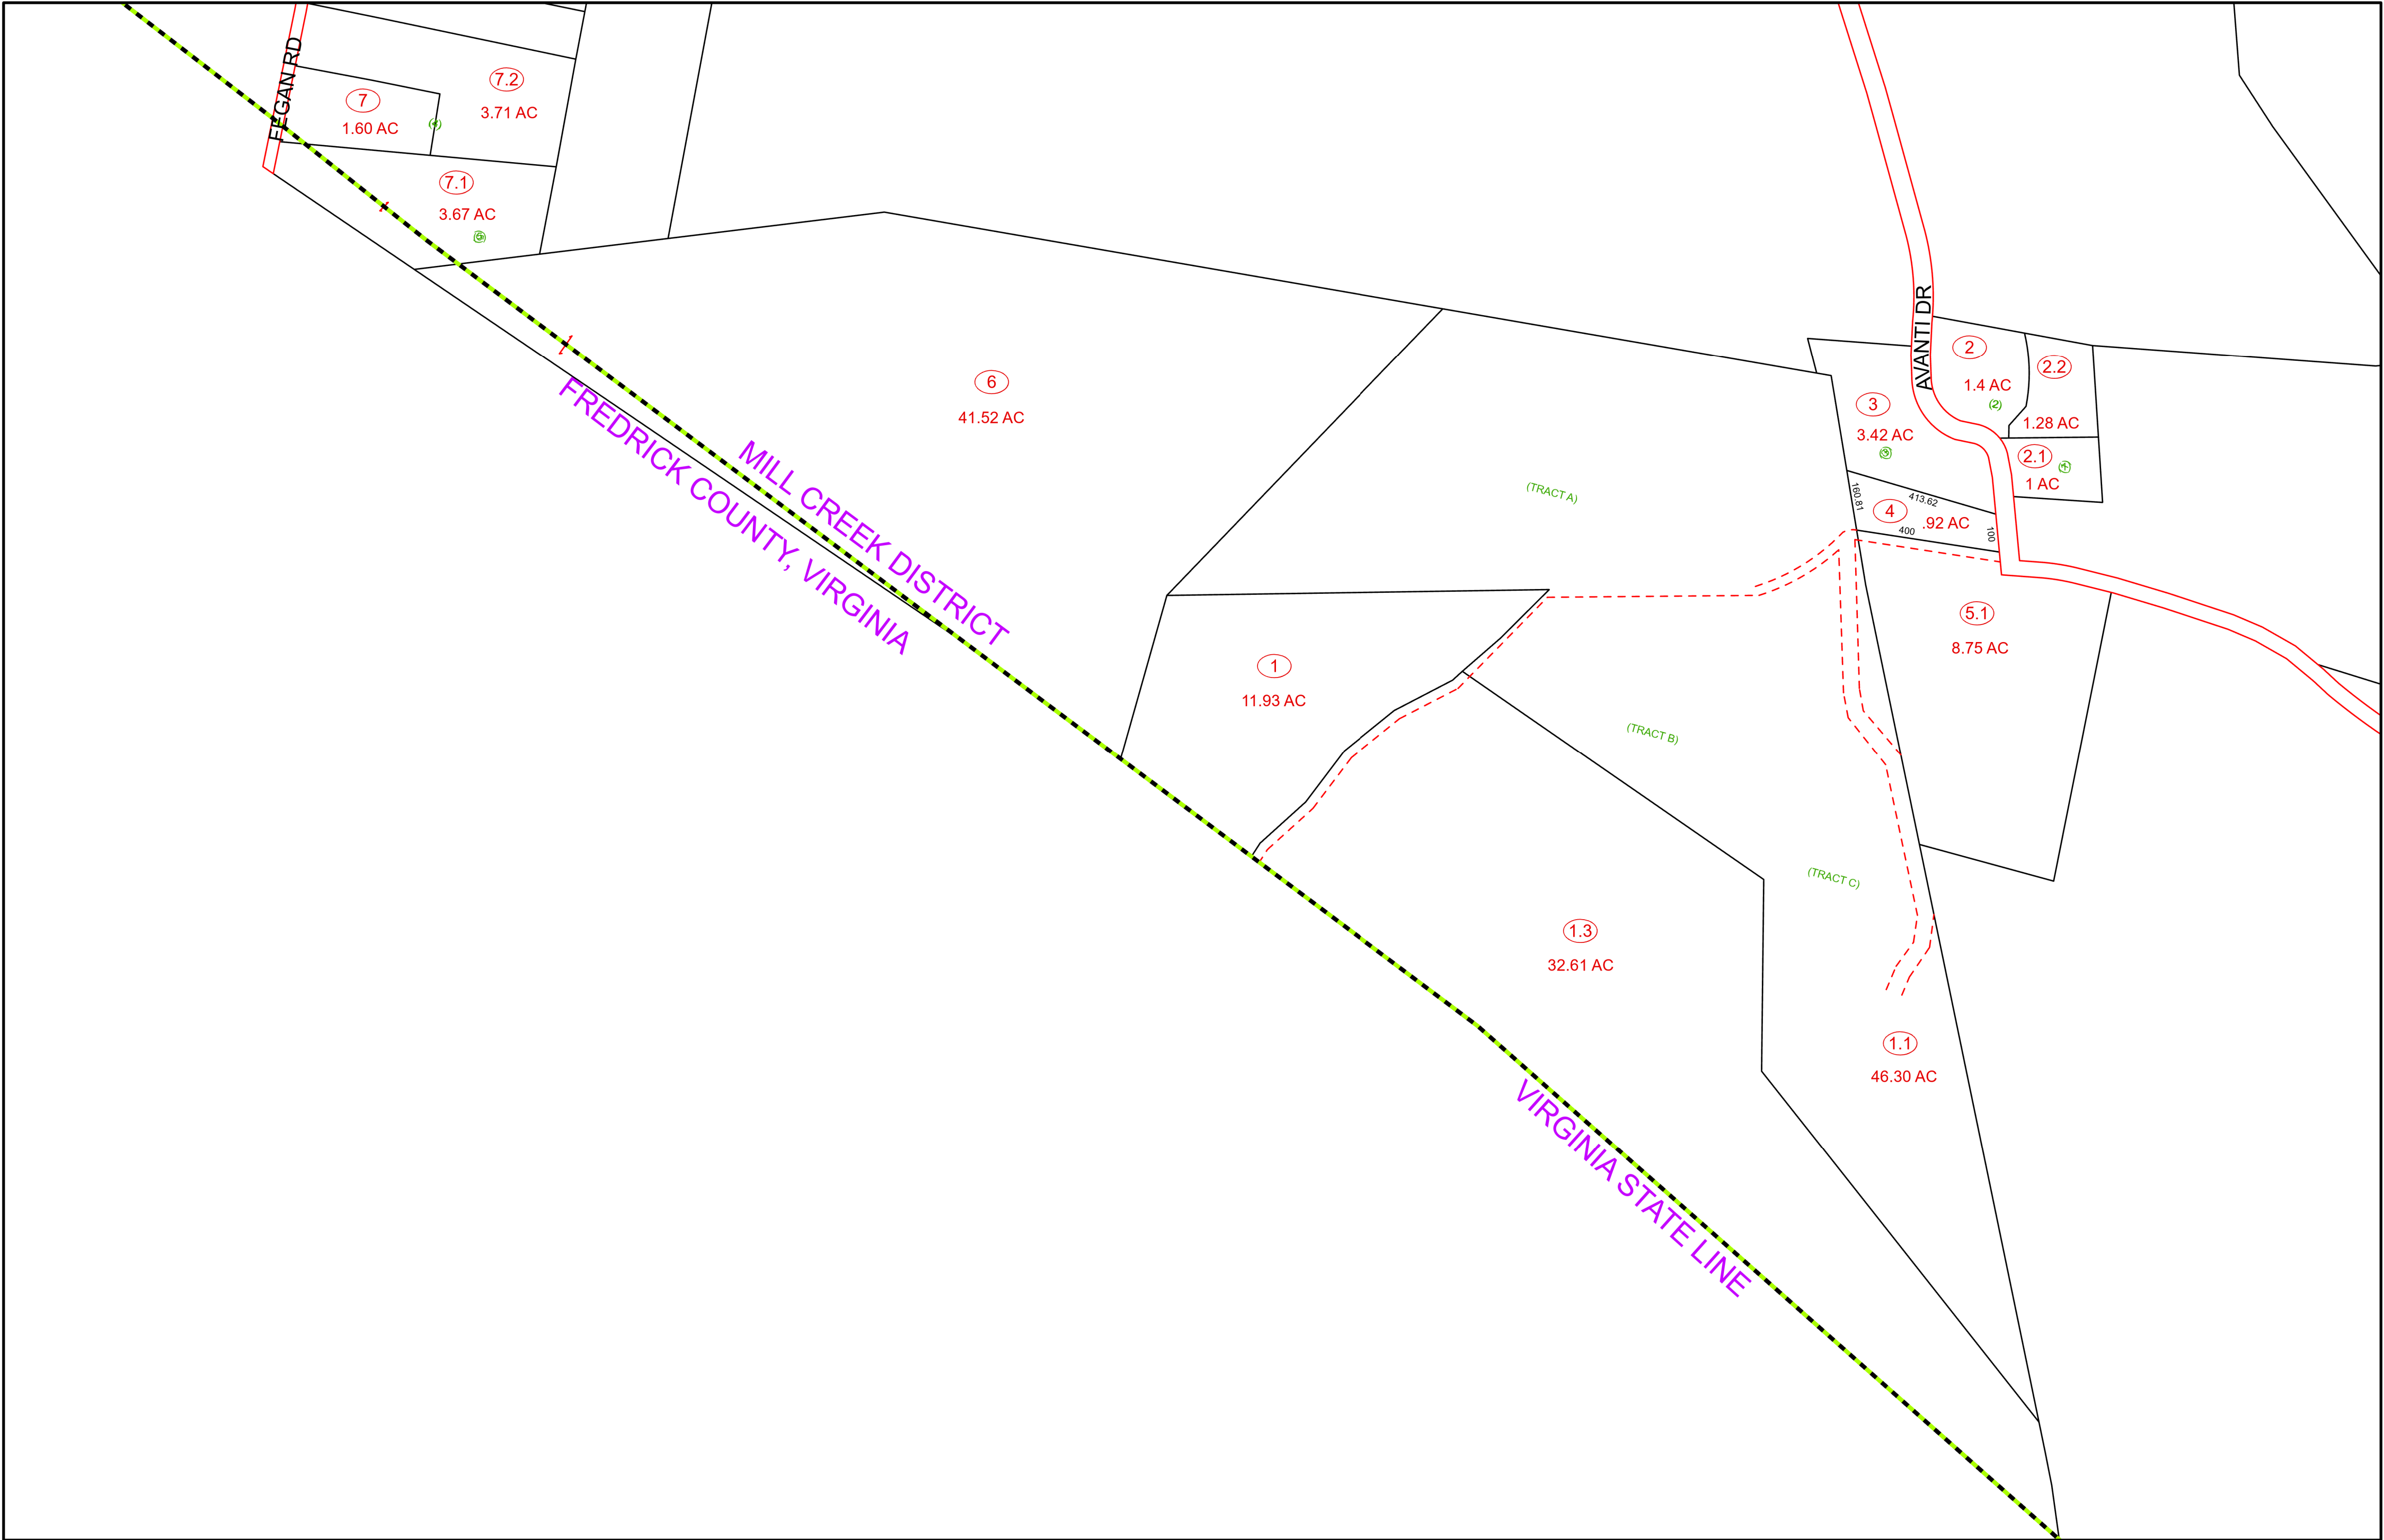 FEGAN RD
7
1.60 AC
(4)
7.2
3.71 AC
7.1
3.67 AC
6
41.52 AC
MILL CREEK DISTRICT
FREDRICK COUNTY, VIRGINIA
(TRACT A)
AVANTI DR
2
1.4 AC
(2)
2.2
1.28 AC
3
3.42 AC
2.1
1 AC
160.81
413.62
4
.92 AC
400
100
5.1
8.75 AC
1
11.93 AC
(TRACT B)
(TRACT C)
1.3
32.61 AC
1.1
46.30 AC
VIRGINIA STATE LINE